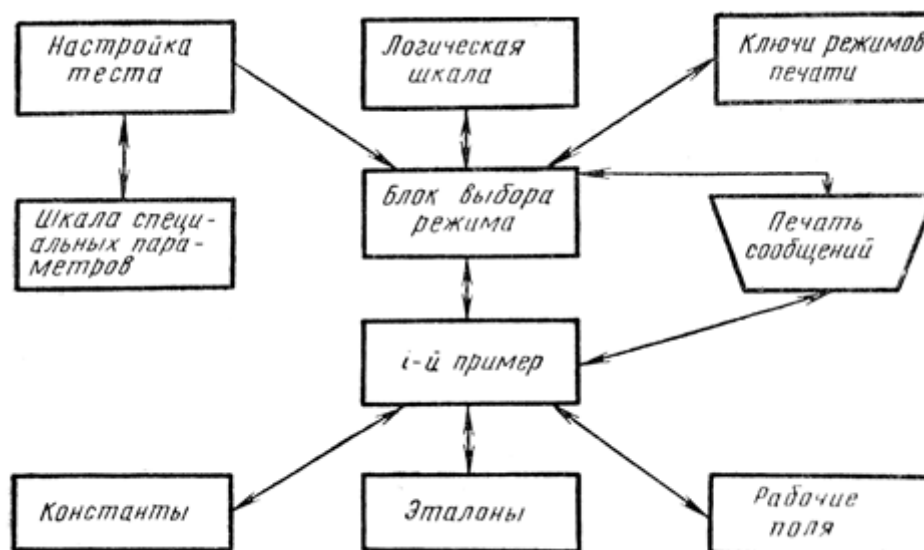 Настройка
теста
Логическая
шкала
Ключи режимов
печати
Шкала специ-
альных пара-
метров
Блок выбора
режима
Печать
сообщений
i-й пример
Константы
Эталоны
Рабочие
поля